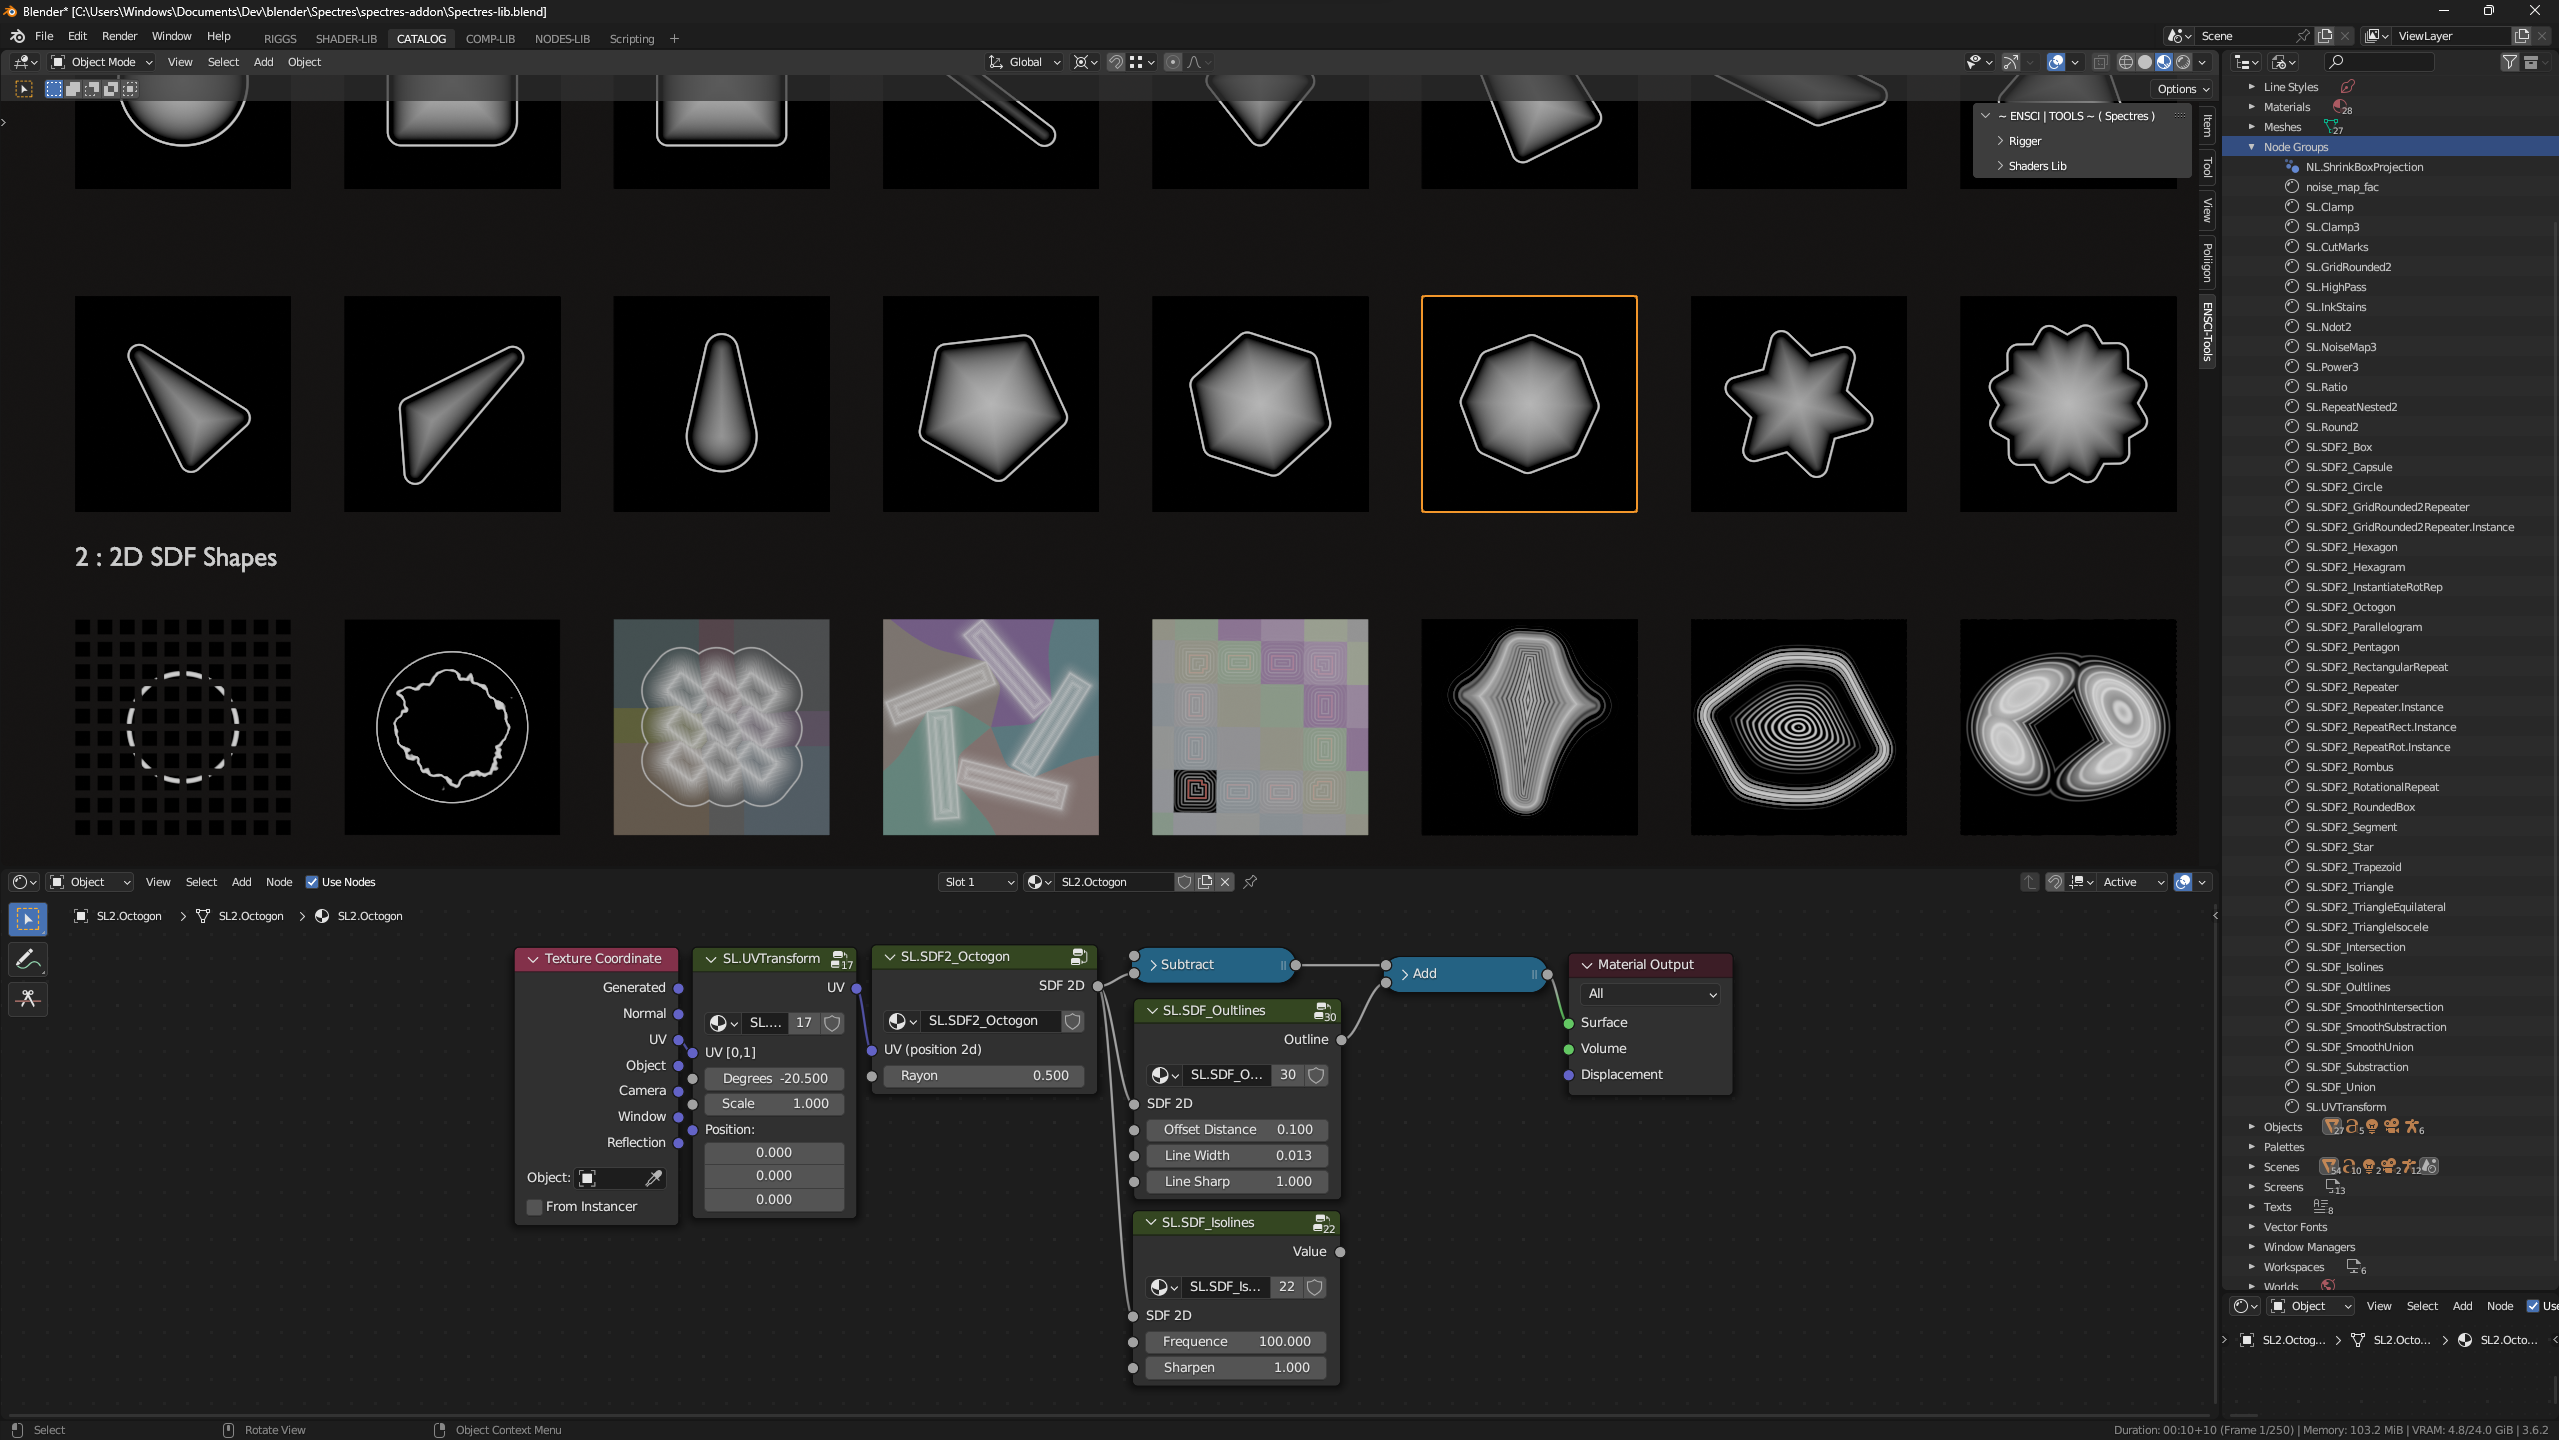 Blender* [C:\Users\Windows\Documents\Dev\blender\Spectres\spectres-addon\Spectres-lib.blend]
File Edit Render Window Help RIGGS SHADER-LIB CATALOG COMP-LIB NODES-LIB Scripting + Scene ViewLayer
Object Mode View Select Add Object Global
Options
~ ENSCI | TOOLS ~ ( Spectres )
Rigger
Shaders Lib
Item
Tool
View
Poliigon
ENSCI-Tools
2 : 2D SDF Shapes
Line Styles
Materials 28
Meshes 27
Node Groups
NL.ShrinkBoxProjection
noise_map_fac
SL.Clamp
SL.Clamp3
SL.CutMarks
SL.GridRounded2
SL.HighPass
SL.InkStains
SL.Ndot2
SL.NoiseMap3
SL.Power3
SL.Ratio
SL.RepeatNested2
SL.Round2
SL.SDF2_Box
SL.SDF2_Capsule
SL.SDF2_Circle
SL.SDF2_GridRounded2Repeater
SL.SDF2_GridRounded2Repeater.Instance
SL.SDF2_Hexagon
SL.SDF2_Hexagram
SL.SDF2_InstantiateRotRep
SL.SDF2_Octogon
SL.SDF2_Parallelogram
SL.SDF2_Pentagon
SL.SDF2_RectangularRepeat
SL.SDF2_Repeater
SL.SDF2_Repeater.Instance
SL.SDF2_RepeatRect.Instance
SL.SDF2_RepeatRot.Instance
SL.SDF2_Rombus
SL.SDF2_RotationalRepeat
SL.SDF2_RoundedBox
SL.SDF2_Segment
SL.SDF2_Star
SL.SDF2_Trapezoid
SL.SDF2_Triangle
SL.SDF2_TriangleEquilateral
SL.SDF2_TriangleIsocele
SL.SDF_Intersection
SL.SDF_Isolines
SL.SDF_Oultlines
SL.SDF_SmoothIntersection
SL.SDF_SmoothSubstraction
SL.SDF_SmoothUnion
SL.SDF_Substraction
SL.SDF_Union
SL.UVTransform
Objects 27 5 6
Palettes
Scenes 54 10 2 2 12
Screens 13
Texts 8
Vector Fonts
Window Managers
Workspaces 6
Worlds
Object View Select Add Node Use
SL2.Octog... SL2.Octo... SL2.Octo...
Object View Select Add Node Use Nodes Slot 1 SL2.Octogon Active
SL2.Octogon SL2.Octogon SL2.Octogon
Texture Coordinate
Generated
Normal
UV
Object
Camera
Window
Reflection
Object:
From Instancer
SL.UVTransform 17
UV
SL.... 17
UV [0,1]
Degrees -20.500
Scale 1.000
Position:
0.000
0.000
0.000
SL.SDF2_Octogon
SDF 2D
SL.SDF2_Octogon
UV (position 2d)
Rayon 0.500
Subtract
SL.SDF_Oultlines 30
Outline
SL.SDF_O... 30
SDF 2D
Offset Distance 0.100
Line Width 0.013
Line Sharp 1.000
SL.SDF_Isolines 22
Value
SL.SDF_Is... 22
SDF 2D
Frequence 100.000
Sharpen 1.000
Add
Material Output
All
Surface
Volume
Displacement
Select Rotate View Object Context Menu Duration: 00:10+10 (Frame 1/250) | Memory: 103.2 MiB | VRAM: 4.8/24.0 GiB | 3.6.2